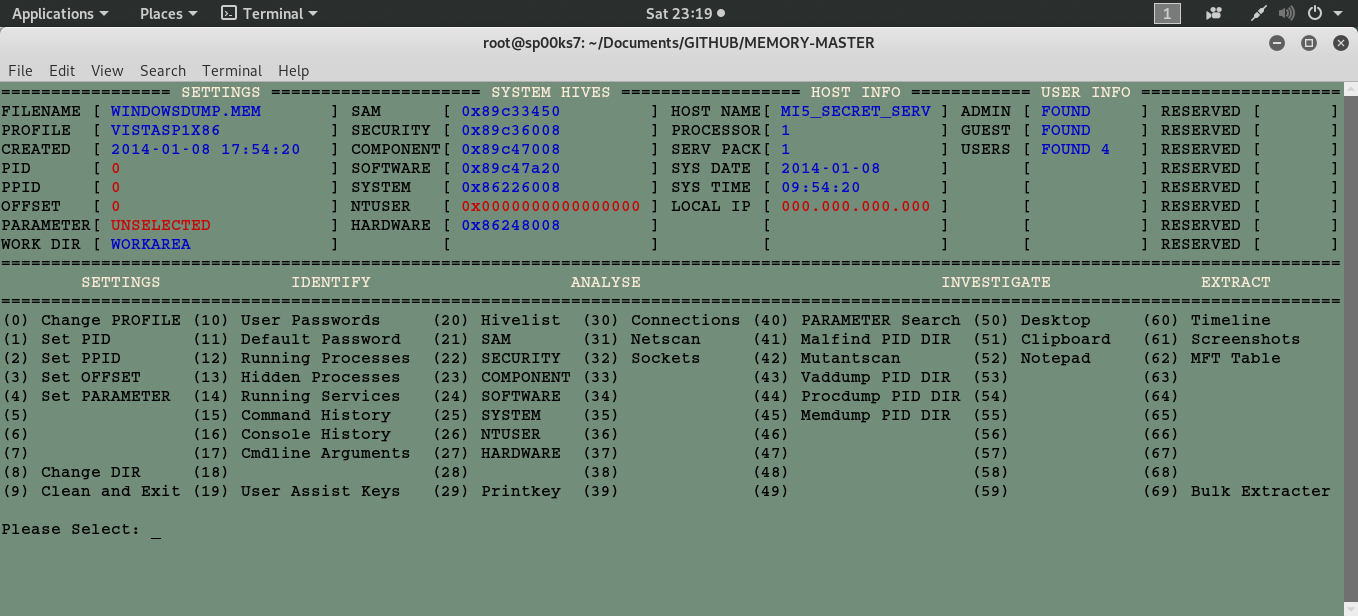 Applications Places Terminal Sat 23:19 1
root@sp00ks7: ~/Documents/GITHUB/MEMORY-MASTER
File Edit View Search Terminal Help
================= SETTINGS ===================== SYSTEM HIVES =================== HOST INFO ============ USER INFO ====================
FILENAME [ WINDOWSDUMP.MEM ] SAM [ 0x89c33450 ] HOST NAME[ MI5_SECRET_SERV ] ADMIN [ FOUND ] RESERVED [ ]
PROFILE [ VISTASP1X86 ] SECURITY [ 0x89c36008 ] PROCESSOR[ 1 ] GUEST [ FOUND ] RESERVED [ ]
CREATED [ 2014-01-08 17:54:20 ] COMPONENT[ 0x89c47008 ] SERV PACK[ 1 ] USERS [ FOUND 4 ] RESERVED [ ]
PID [ 0 ] SOFTWARE [ 0x89c47a20 ] SYS DATE [ 2014-01-08 ] [ ] RESERVED [ ]
PPID [ 0 ] SYSTEM [ 0x86226008 ] SYS TIME [ 09:54:20 ] [ ] RESERVED [ ]
OFFSET [ 0 ] NTUSER [ 0x0000000000000000 ] LOCAL IP [ 000.000.000.000 ] [ ] RESERVED [ ]
PARAMETER[ UNSELECTED ] HARDWARE [ 0x86248008 ] [ ] [ ] RESERVED [ ]
WORK DIR [ WORKAREA ] [ ] [ ] [ ] RESERVED [ ]
======================================================================================================================================
SETTINGS IDENTIFY ANALYSE INVESTIGATE EXTRACT
======================================================================================================================================
(0) Change PROFILE (10) User Passwords (20) Hivelist (30) Connections (40) PARAMETER Search (50) Desktop (60) Timeline
(1) Set PID (11) Default Password (21) SAM (31) Netscan (41) Malfind PID DIR (51) Clipboard (61) Screenshots
(2) Set PPID (12) Running Processes (22) SECURITY (32) Sockets (42) Mutantscan (52) Notepad (62) MFT Table
(3) Set OFFSET (13) Hidden Processes (23) COMPONENT (33) (43) Vaddump PID DIR (53) (63)
(4) Set PARAMETER (14) Running Services (24) SOFTWARE (34) (44) Procdump PID DIR (54) (64)
(5) (15) Command History (25) SYSTEM (35) (45) Memdump PID DIR (55) (65)
(6) (16) Console History (26) NTUSER (36) (46) (56) (66)
(7) (17) Cmdline Arguments (27) HARDWARE (37) (47) (57) (67)
(8) Change DIR (18) (28) (38) (48) (58) (68)
(9) Clean and Exit (19) User Assist Keys (29) Printkey (39) (49) (59) (69) Bulk Extracter
Please Select: _